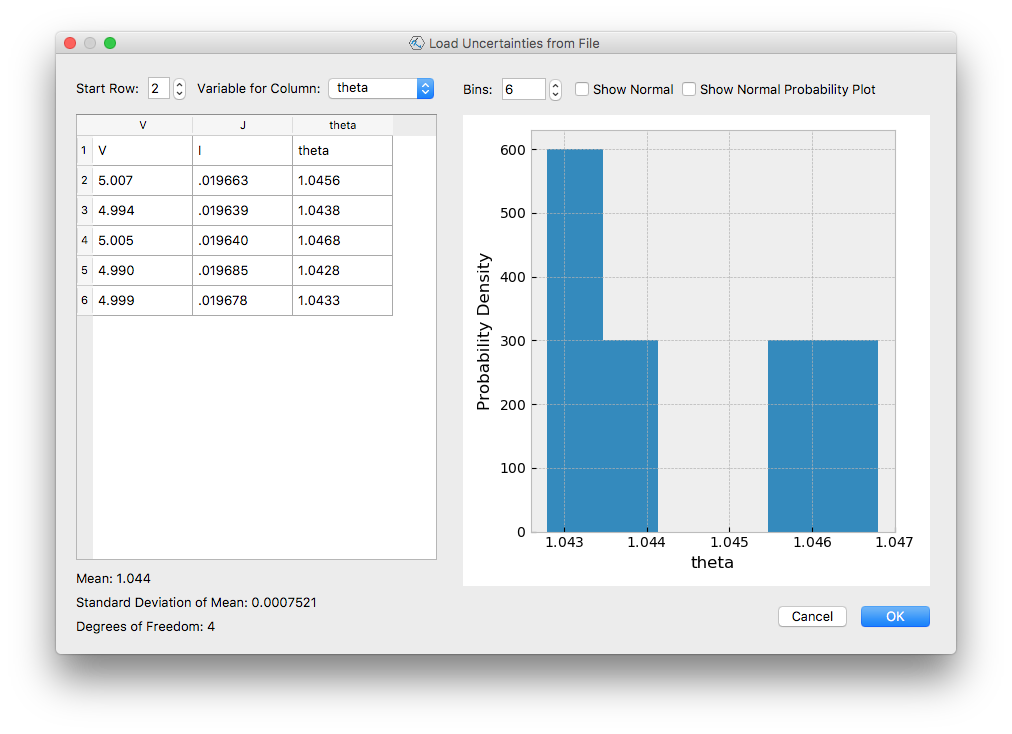 Load Uncertainties from File
Start Row: 2 Variable for Column: theta
Bins: 6 Show Normal Show Normal Probability Plot
V J theta
1 V I theta
2 5.007 .019663 1.0456
3 4.994 .019639 1.0438
4 5.005 .019640 1.0468
5 4.990 .019685 1.0428
6 4.999 .019678 1.0433
Mean: 1.044
Standard Deviation of Mean: 0.0007521
Degrees of Freedom: 4
Probability Density
600
500
400
300
200
100
0
1.043 1.044 1.045 1.046 1.047
theta
Cancel OK